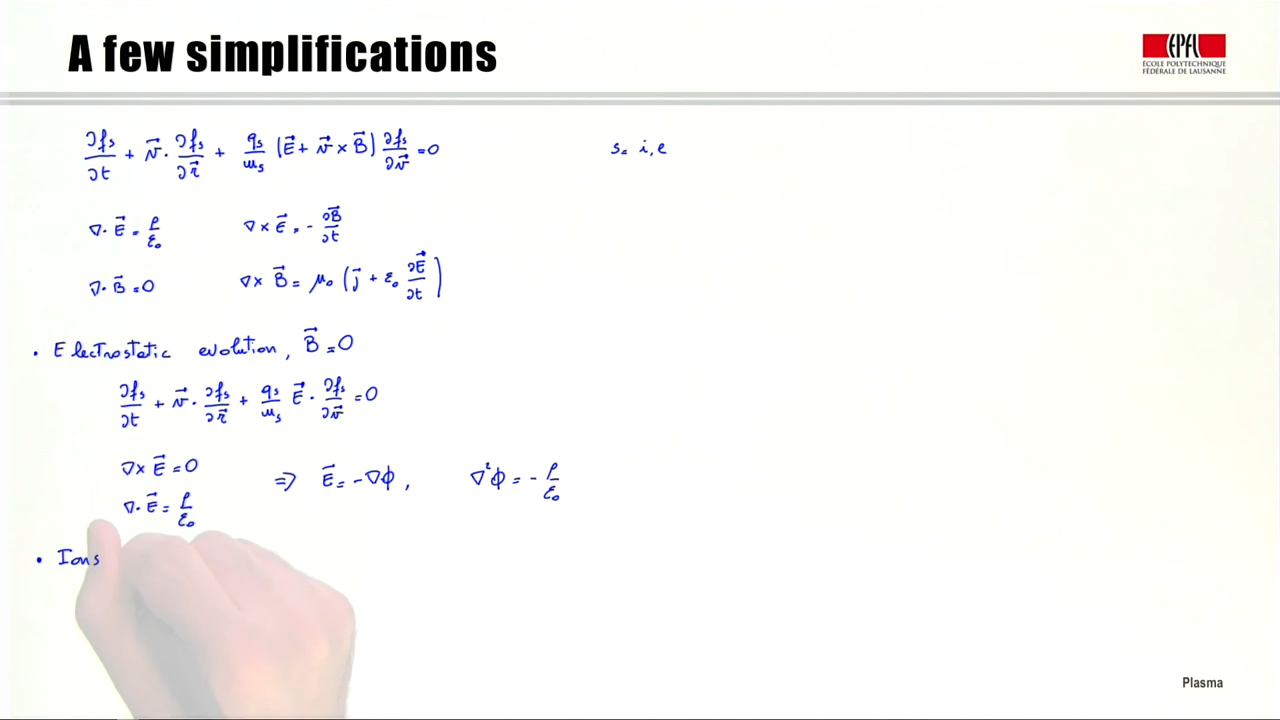 A few simplifications
EPFL
ÉCOLE POLYTECHNIQUE
FÉDÉRALE DE LAUSANNE
∂fₛ/∂t + v⃗ · ∂fₛ/∂r⃗ + qₛ/mₛ (E⃗ + v⃗ × B⃗) ∂fₛ/∂v⃗ = 0 s = i, e
∇ · E⃗ = ρ/ε₀ ∇ × E⃗ = - ∂B⃗/∂t
∇ · B⃗ = 0 ∇ × B⃗ = μ₀ (j⃗ + ε₀ ∂E⃗/∂t)
• Electrostatic evolution, B⃗ = 0
∂fₛ/∂t + v⃗ · ∂fₛ/∂r⃗ + qₛ/mₛ E⃗ · ∂fₛ/∂v⃗ = 0
∇ × E⃗ = 0 ⇒ E⃗ = -∇ϕ, ∇²ϕ = - ρ/ε₀
∇ · E⃗ = ρ/ε₀
• Ions
Plasma